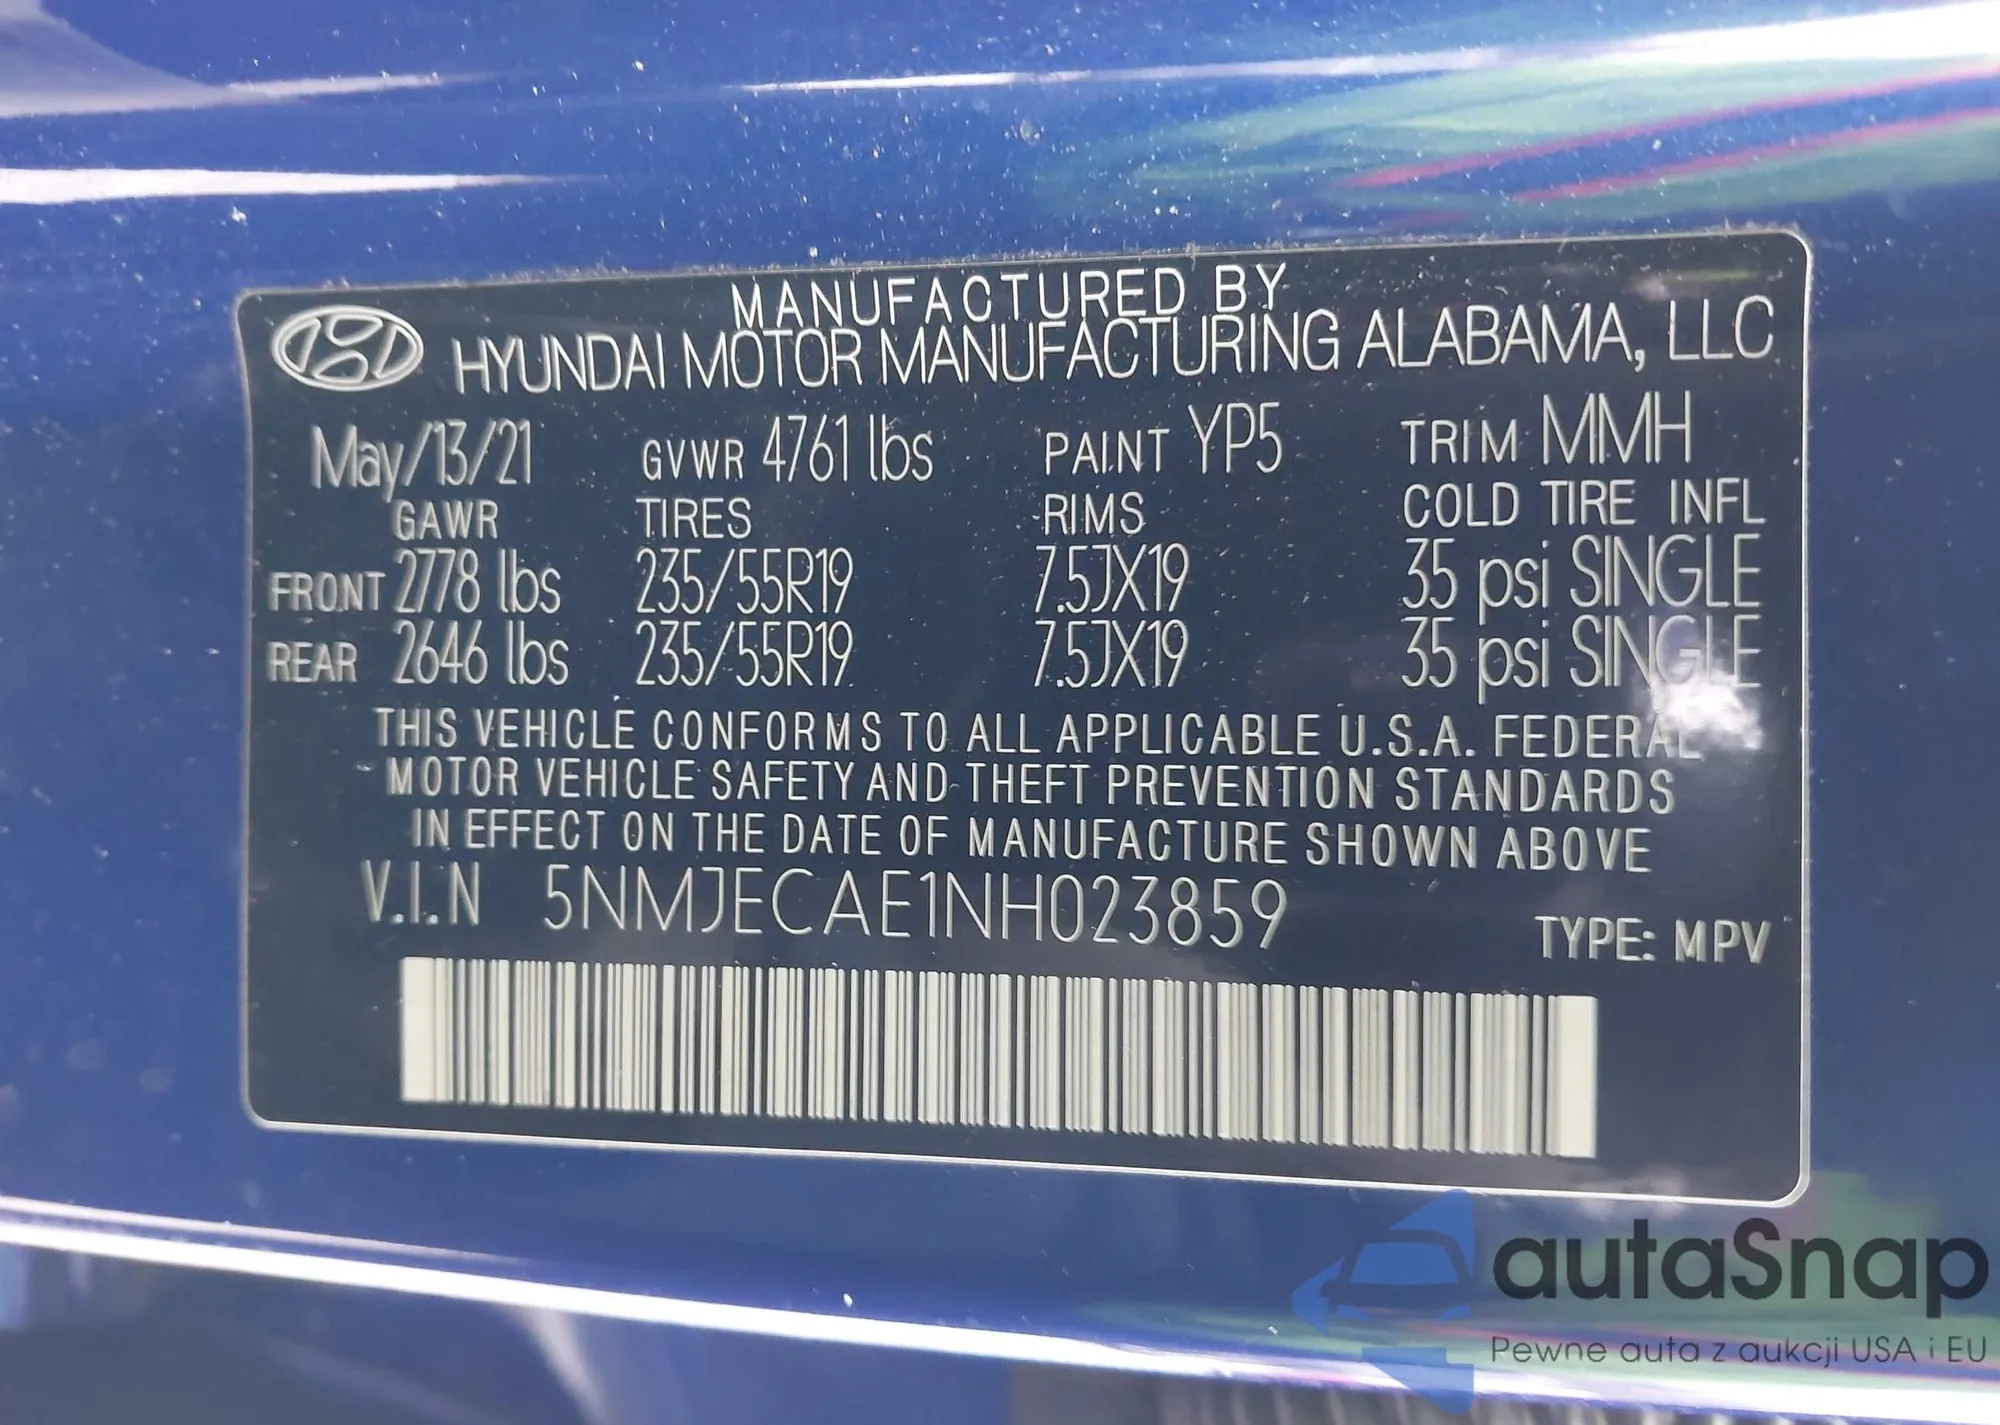 MANUFACTURED BY
HYUNDAI MOTOR MANUFACTURING ALABAMA, LLC
May/13/21 GVWR 4761 lbs PAINT YP5 TRIM MMH
GAWR TIRES RIMS COLD TIRE INFL
FRONT 2778 lbs 235/55R19 7.5JX19 35 psi SINGLE
REAR 2646 lbs 235/55R19 7.5JX19 35 psi SINGLE
THIS VEHICLE CONFORMS TO ALL APPLICABLE U.S.A. FEDERAL
MOTOR VEHICLE SAFETY AND THEFT PREVENTION STANDARDS
IN EFFECT ON THE DATE OF MANUFACTURE SHOWN ABOVE
V.I.N 5NMJECAE1NH023859
TYPE: MPV
autaSnap
Pewne auta z aukcji USA i EU